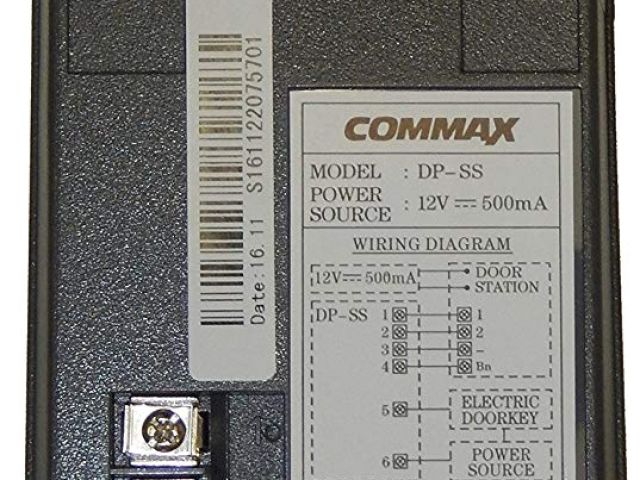 S1611122075701
Date:16.11
COMMAX
MODEL : DP-SS
POWER
SOURCE : 12V ⎓ 500mA
WIRING DIAGRAM
12V ⎓ 500mA
DOOR
STATION
DP-SS 1 1
2 2
3 -
4 Bn
5 ELECTRIC
DOORKEY
6 POWER
SOURCE